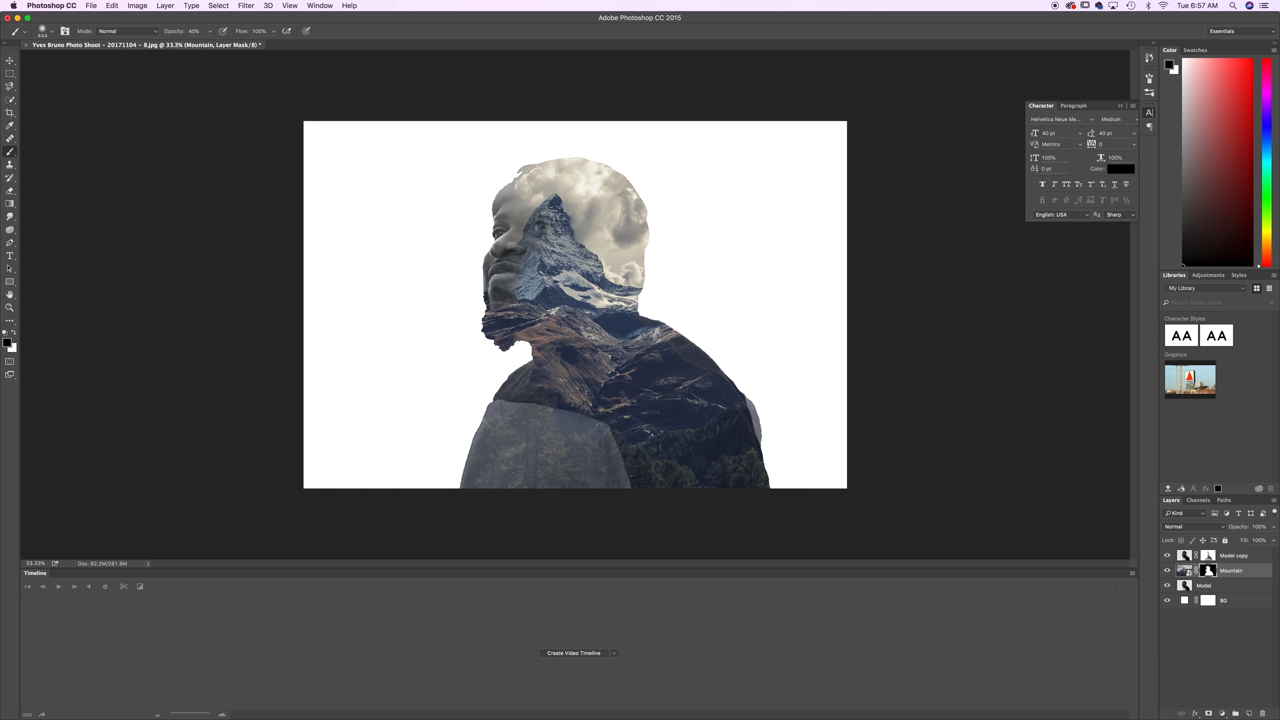 Photoshop CC File Edit Image Layer Type Select Filter 3D View Window Help Tue 6:57 AM
Adobe Photoshop CC 2015
444 Mode: Normal Opacity: 40% Flow: 100% Essentials
Yves Bruno Photo Shoot - 20171104 - 8.jpg @ 33.3% (Mountain, Layer Mask/8) *
Color Swatches
Character Paragraph
Helvetica Neue Me... Medium
40 pt 40 pt
Metrics 0
100% 100%
0 pt Color:
English: USA Sharp
Libraries Adjustments Styles
My Library
Search Adobe Stock
Character Styles
AA AA
Graphics
Layers Channels Paths
Kind
Normal Opacity: 100%
Lock: Fill: 100%
Model copy
Mountain
Model
BG
33.33% Doc: 82.3M/281.8M
Timeline
Create Video Timeline